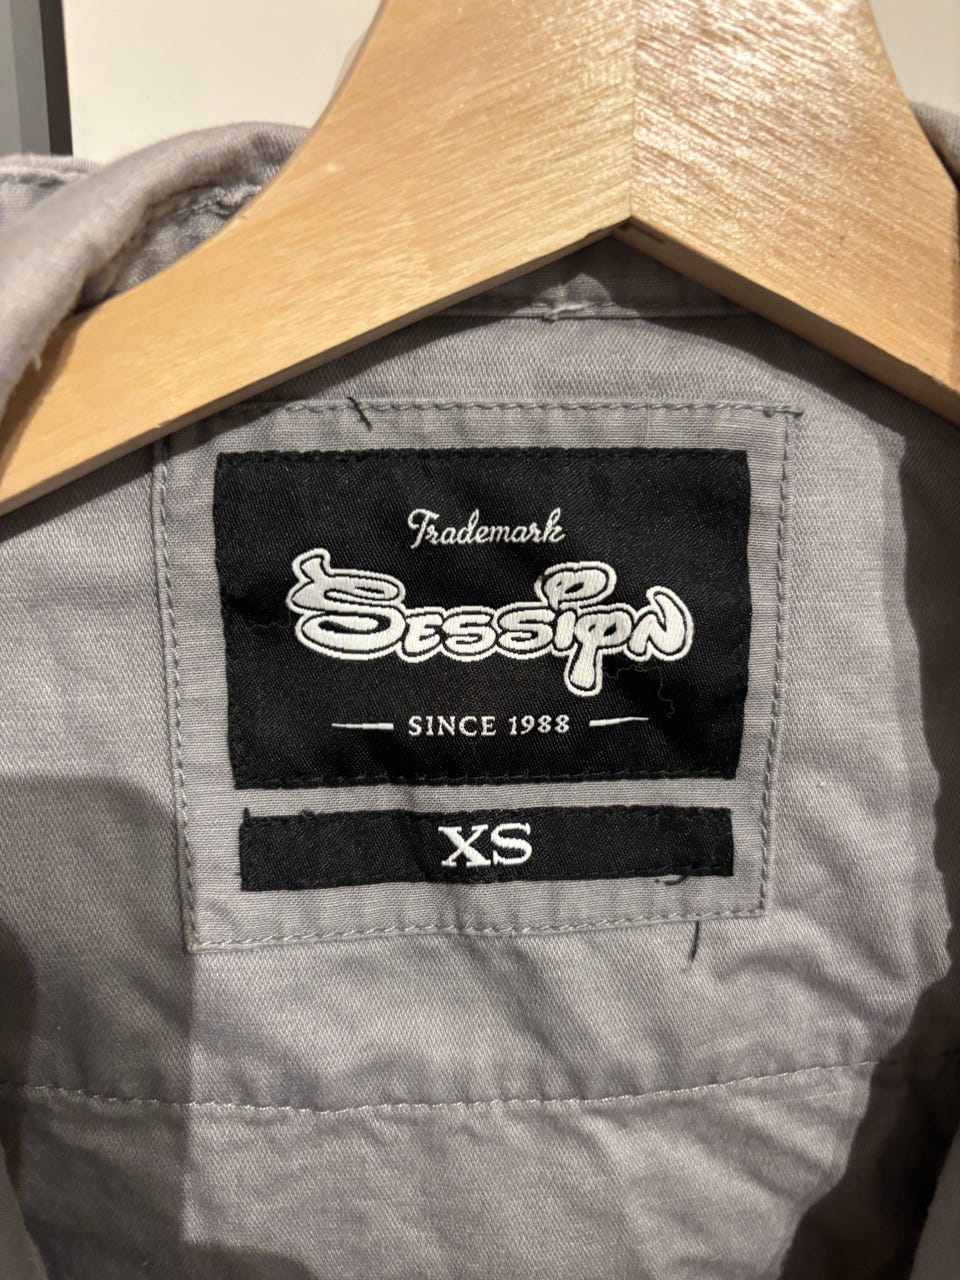 Trademark
Session
SINCE 1988
XS